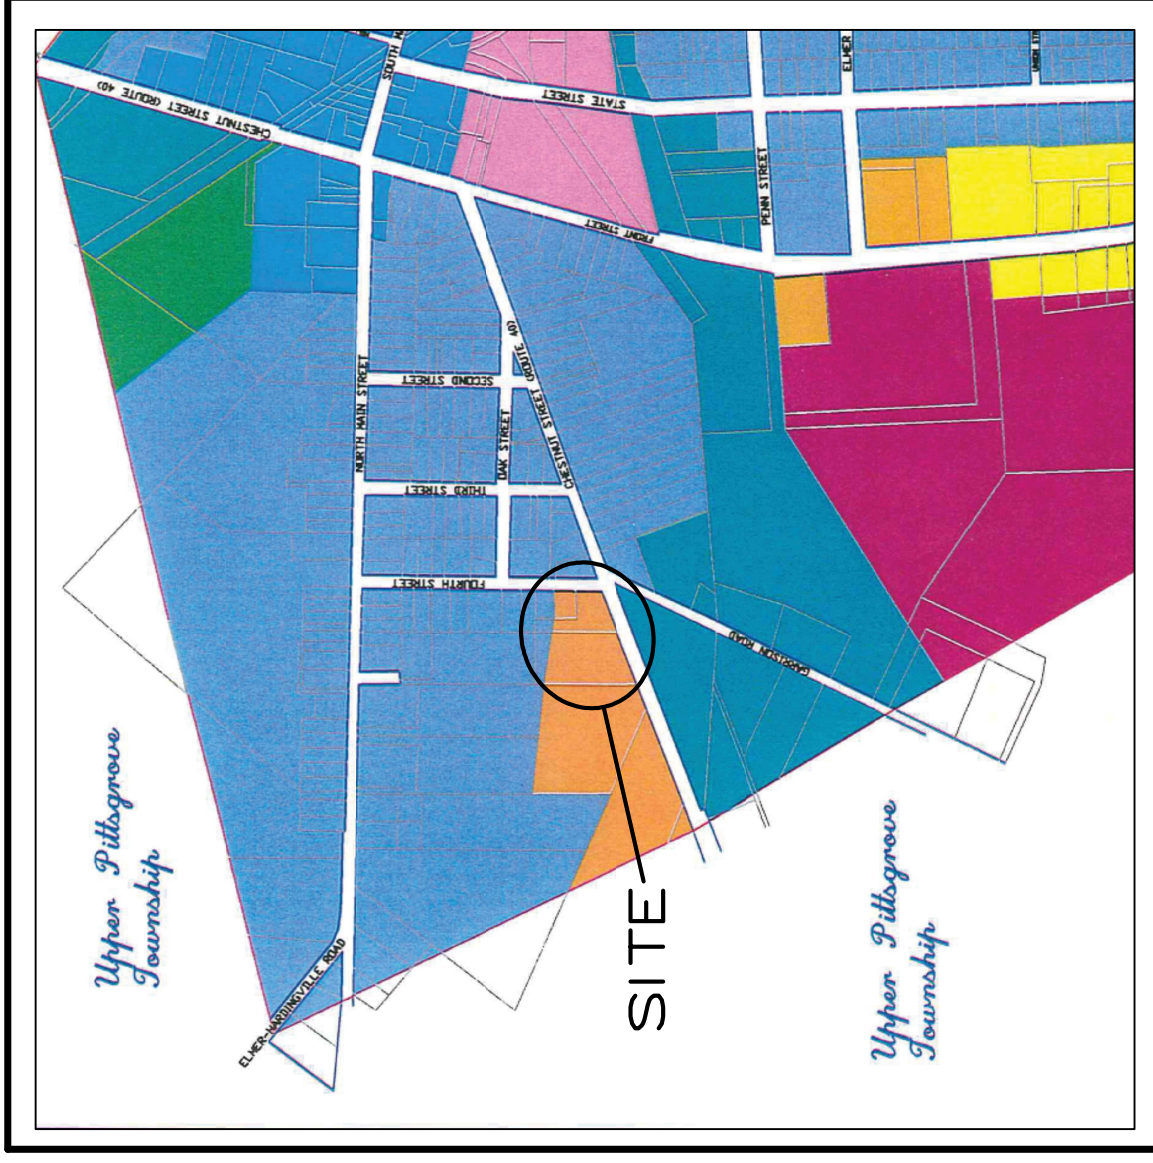 CHESTNUT STREET (ROUTE 40)
SOUTH
STATE STREET
ELMER
PENN STREET
FRONT STREET
NORTH MAIN STREET
SECOND STREET
OAK STREET
CHESTNUT STREET (ROUTE 40)
THIRD STREET
FOURTH STREET
GARRISON ROAD
ELMER-HARDINGVILLE ROAD
Upper Pittsgrove
Township
SITE
Upper Pittsgrove
Township